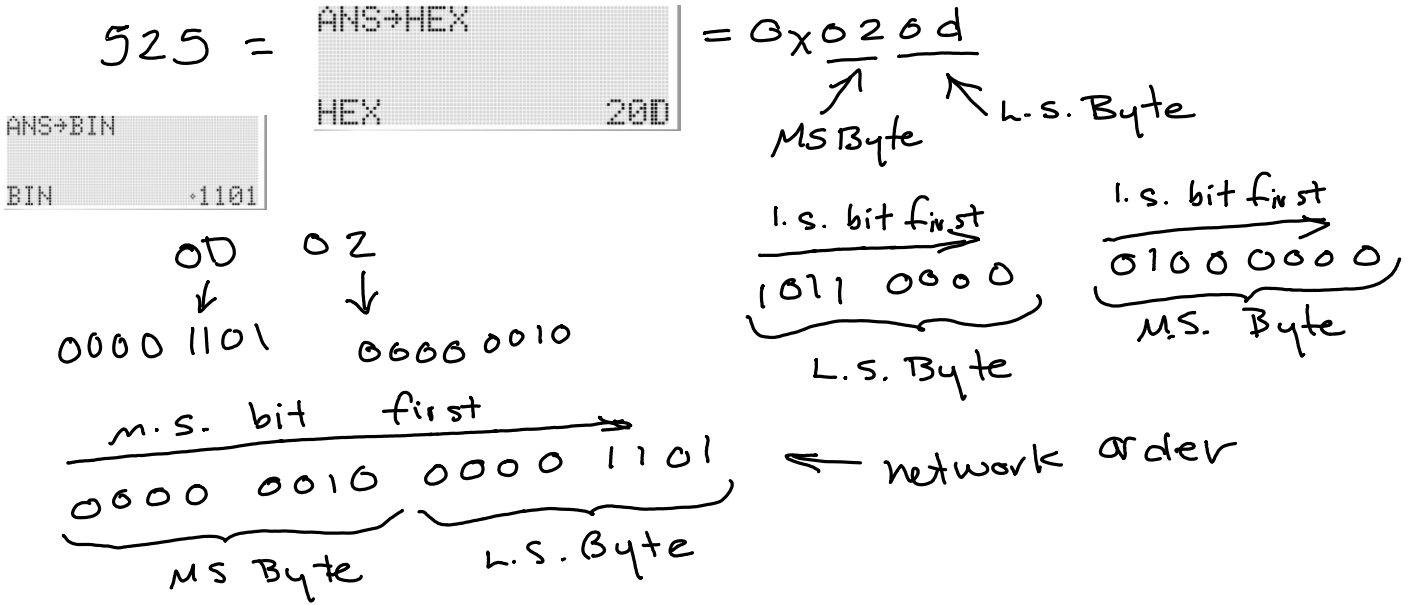 525 = ANS→HEX = 0x020d
HEX 20D
MS Byte L.S. Byte
ANS→BIN
BIN 1101
l.s. bit first l.s. bit first
0D 02
1011 0000 0100 0000
0000 1101 0000 0010
L.S. Byte M.S. Byte
m.s. bit first
0000 0010 0000 1101 ← network order
MS Byte L.S. Byte